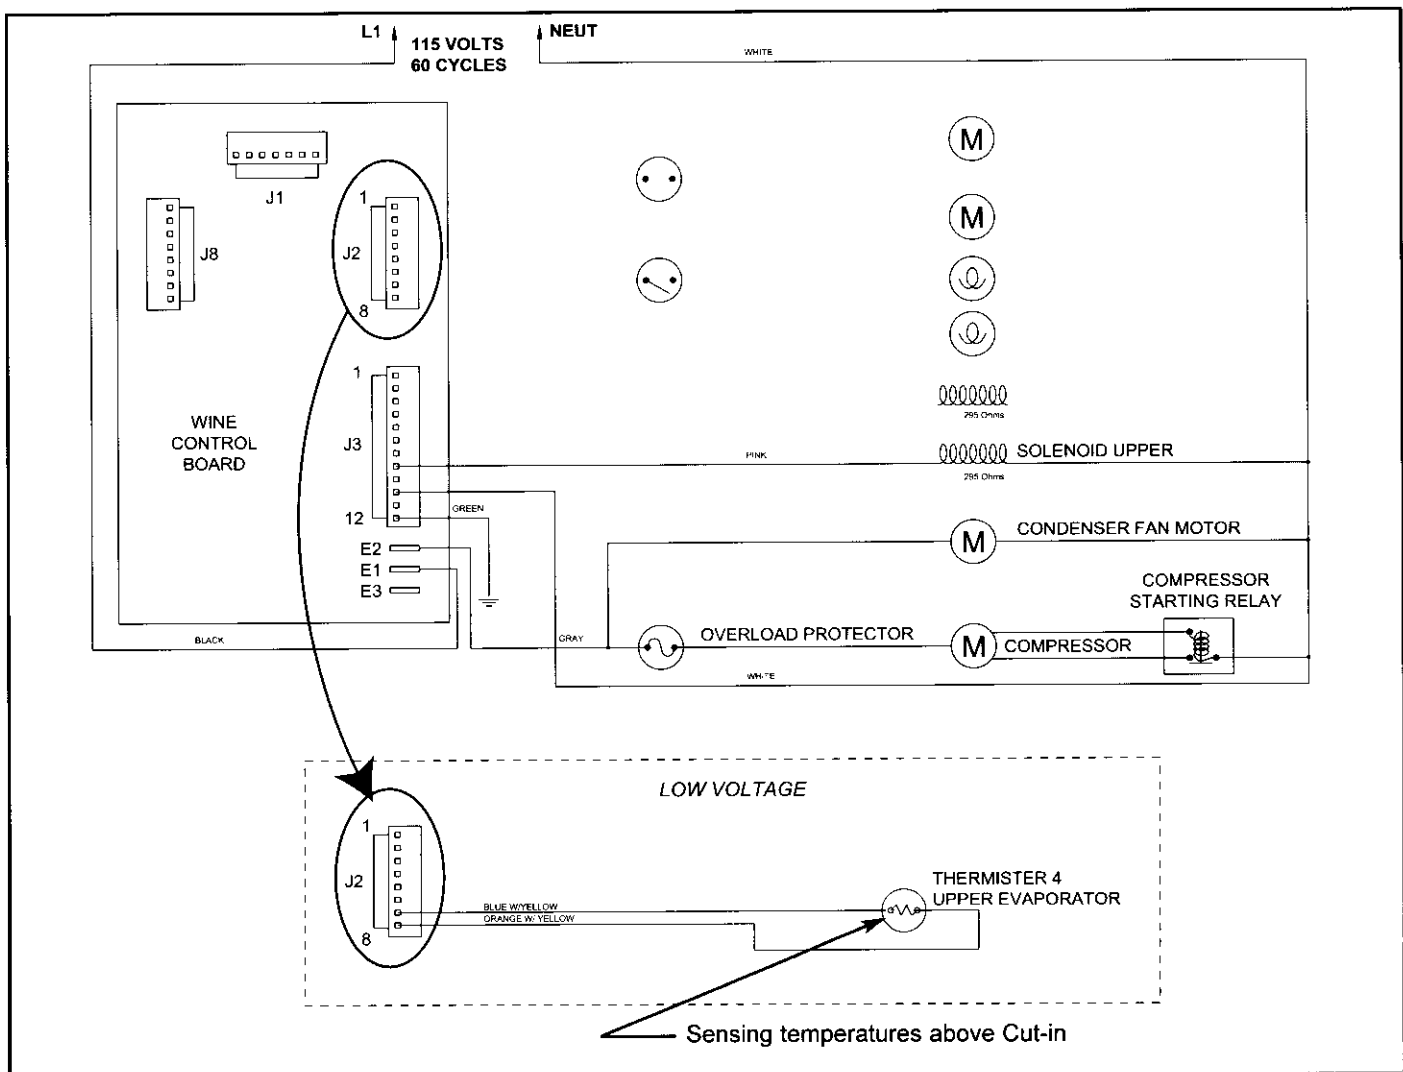 L1
115 VOLTS
60 CYCLES
NEUT
WHITE
M
J1
1
J2
8
J8
M
1
J3
12
WINE
CONTROL
BOARD
295 Ohms
PINK
SOLENOID UPPER
295 Ohms
GREEN
E2
E1
E3
M
CONDENSER FAN MOTOR
COMPRESSOR
STARTING RELAY
BLACK
GRAY
OVERLOAD PROTECTOR
M
COMPRESSOR
WHITE
LOW VOLTAGE
1
J2
8
BLUE W/YELLOW
ORANGE W/ YELLOW
THERMISTER 4
UPPER EVAPORATOR
Sensing temperatures above Cut-in